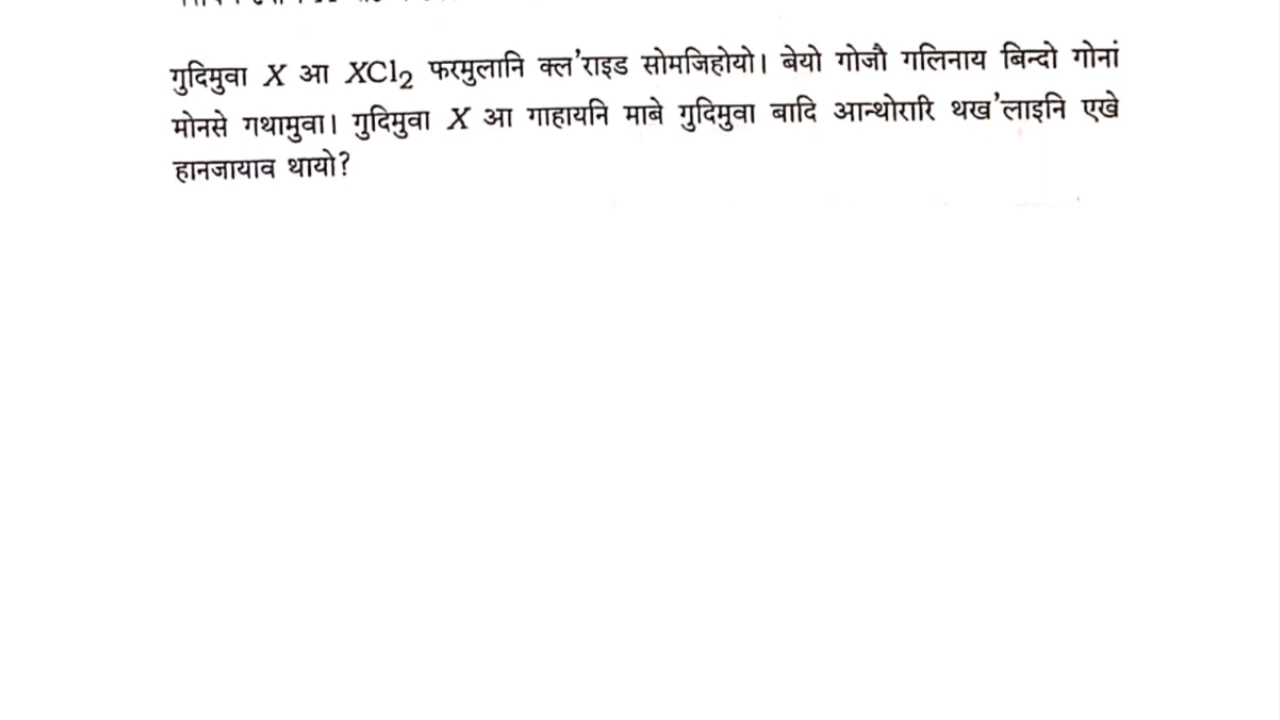 गुदिमुवा X आ XCl₂ फरमुलानि क्ल'राइड सोमजिहोयो। बेयो गोजौ गलिनाय बिन्दो गोनां
मोनसे गथामुवा। गुदिमुवा X आ गाहायनि माबे गुदिमुवा बादि आन्थोरारि थख'लाइनि एखे
हानजायाव थायो?